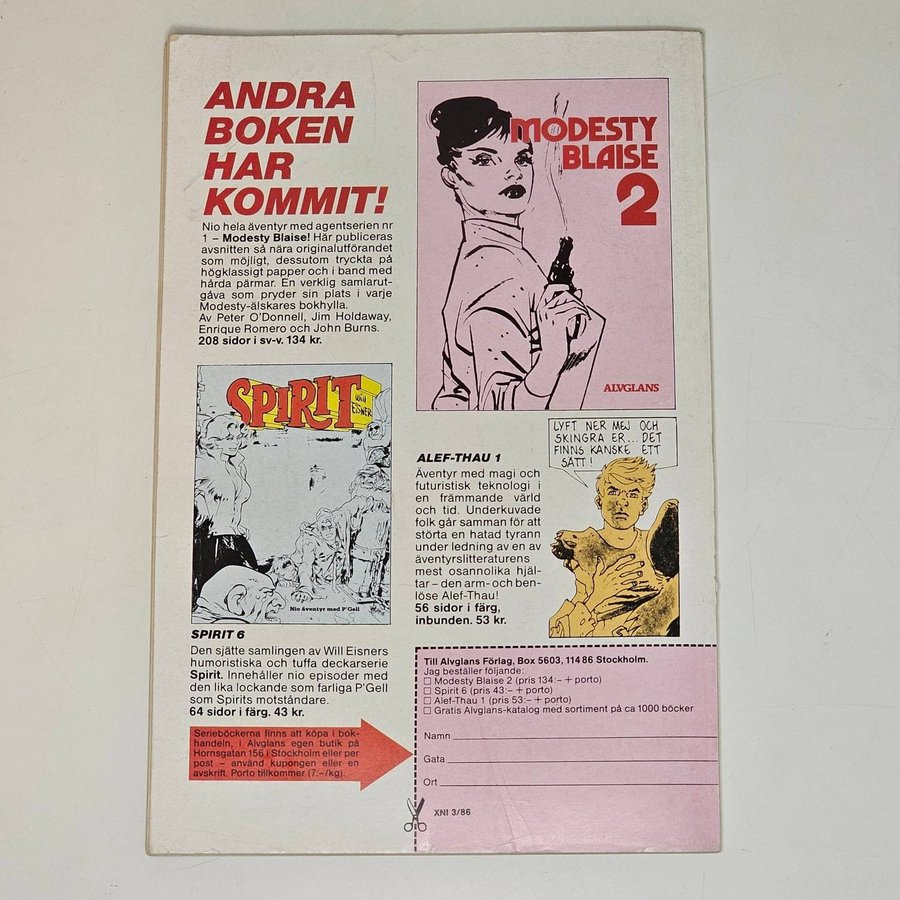 ANDRA
BOKEN
HAR
KOMMIT!
Nio hela äventyr med agentserien nr
1 – Modesty Blaise! Här publiceras
avsnitten så nära originalutförandet
som möjligt, dessutom tryckta på
högklassigt papper och i band med
hårda pärmar. En verklig samlarut-
gåva som pryder sin plats i varje
Modesty-älskares bokhylla.
Av Peter O'Donnell, Jim Holdaway,
Enrique Romero och John Burns.
208 sidor i sv-v. 134 kr.
MODESTY
BLAISE
2
ALVGLANS
SPIRIT
WILL
EISNER
Nio äventyr med P'Gell
SPIRIT 6
Den sjätte samlingen av Will Eisners
humoristiska och tuffa deckarserie
Spirit. Innehåller nio episoder med
den lika lockande som farliga P'Gell
som Spirits motståndare.
64 sidor i färg. 43 kr.
LYFT NER MEJ OCH
SKINGRA ER... DET
FINNS KANSKE ETT
SÄTT!
ALEF-THAU 1
Äventyr med magi och
futuristisk teknologi i
en främmande värld
och tid. Underkuvade
folk går samman för att
störta en hatad tyrann
under ledning av en av
äventyrslitteraturens
mest osannolika hjäl-
tar – den arm- och ben-
löse Alef-Thau!
56 sidor i färg,
inbunden. 53 kr.
Serieböckerna finns att köpa i bok-
handeln, i Alvglans egen butik på
Hornsgatan 156 i Stockholm eller per
post – använd kupongen eller en
avskrift. Porto tillkommer (7:–/kg).
Till Alvglans Förlag, Box 5603, 114 86 Stockholm.
Jag beställer följande:
☐ Modesty Blaise 2 (pris 134:– + porto)
☐ Spirit 6 (pris 43:– + porto)
☐ Alef-Thau 1 (pris 53:– + porto)
☐ Gratis Alvglans-katalog med sortiment på ca 1000 böcker
Namn
Gata
Ort
XNI 3/86